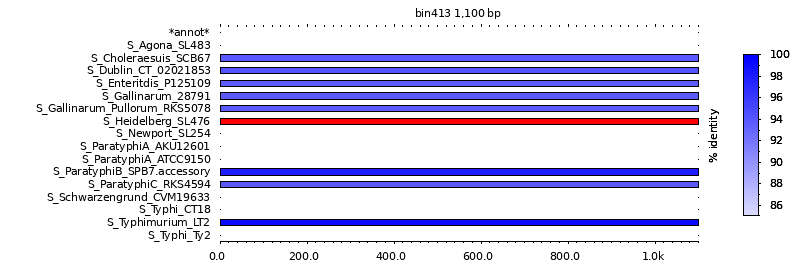 bin413 1,100 bp
*annot*
S_Agona_SL483
S_Choleraesuis_SCB67
S_Dublin_CT_02021853
S_Enteritdis_P125109
S_Gallinarum_28791
S_Gallinarum_Pullorum_RKS5078
S_Heidelberg_SL476
S_Newport_SL254
S_ParatyphiA_AKU12601
S_ParatyphiA_ATCC9150
S_ParatyphiB_SPB7.accessory
S_ParatyphiC_RKS4594
S_Schwarzengrund_CVM19633
S_Typhi_CT18
S_Typhimurium_LT2
S_Typhi_Ty2
0.0 200.0 400.0 600.0 800.0 1.0k
% identity
100
98
96
94
92
90
88
86